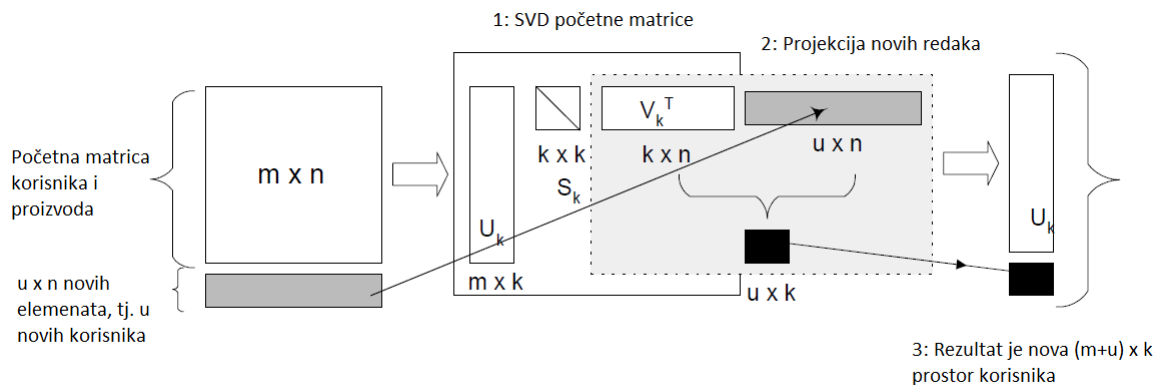 1: SVD početne matrice
2: Projekcija novih redaka
Početna matrica
korisnika i
proizvoda
m x n
U_k
m x k
k x k
S_k
V_k^T
k x n
u x n
u x k
U_k
u x n novih
elemenata, tj. u
novih korisnika
3: Rezultat je nova (m+u) x k
prostor korisnika